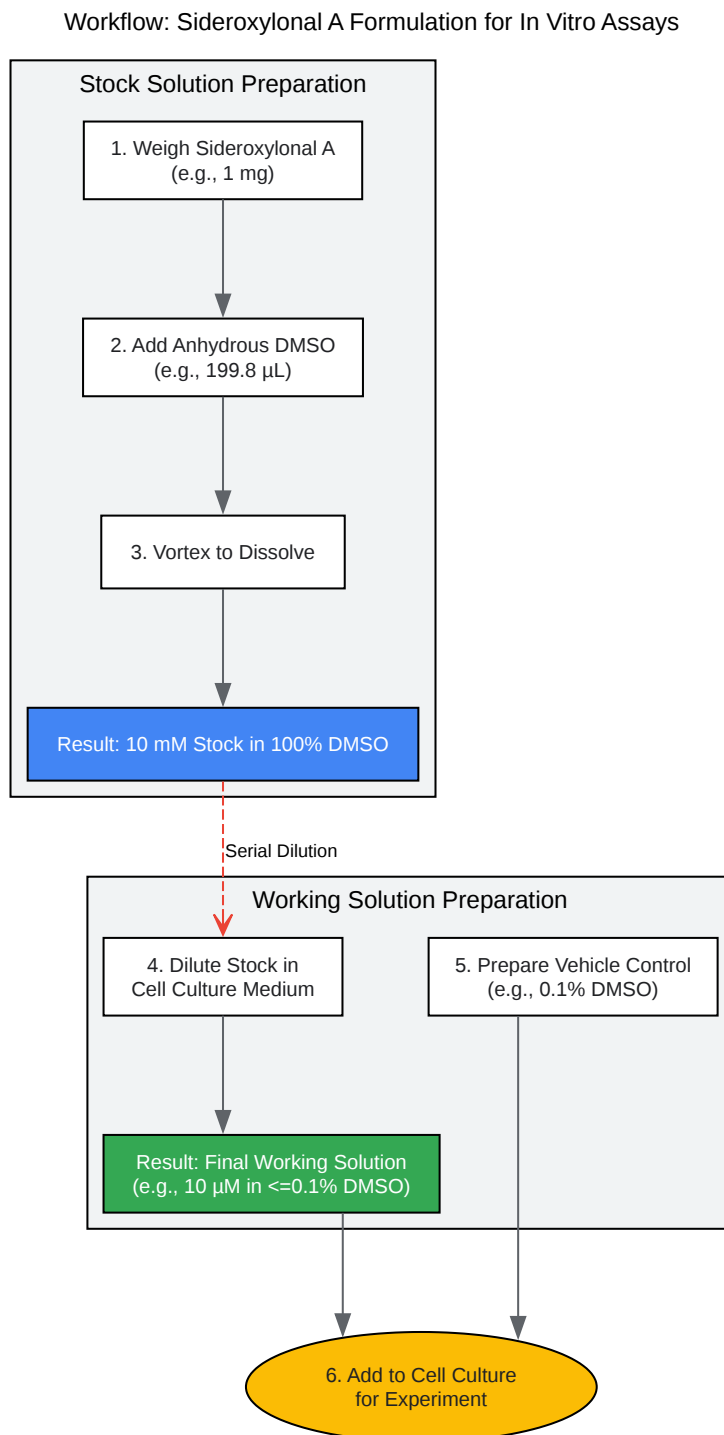 Workflow: Sideroxylonal A Formulation for In Vitro Assays
Stock Solution Preparation
1. Weigh Sideroxylonal A
(e.g., 1 mg)
2. Add Anhydrous DMSO
(e.g., 199.8 µL)
3. Vortex to Dissolve
Result: 10 mM Stock in 100% DMSO
Serial Dilution
Working Solution Preparation
4. Dilute Stock in
Cell Culture Medium
5. Prepare Vehicle Control
(e.g., 0.1% DMSO)
Result: Final Working Solution
(e.g., 10 µM in <=0.1% DMSO)
6. Add to Cell Culture
for Experiment